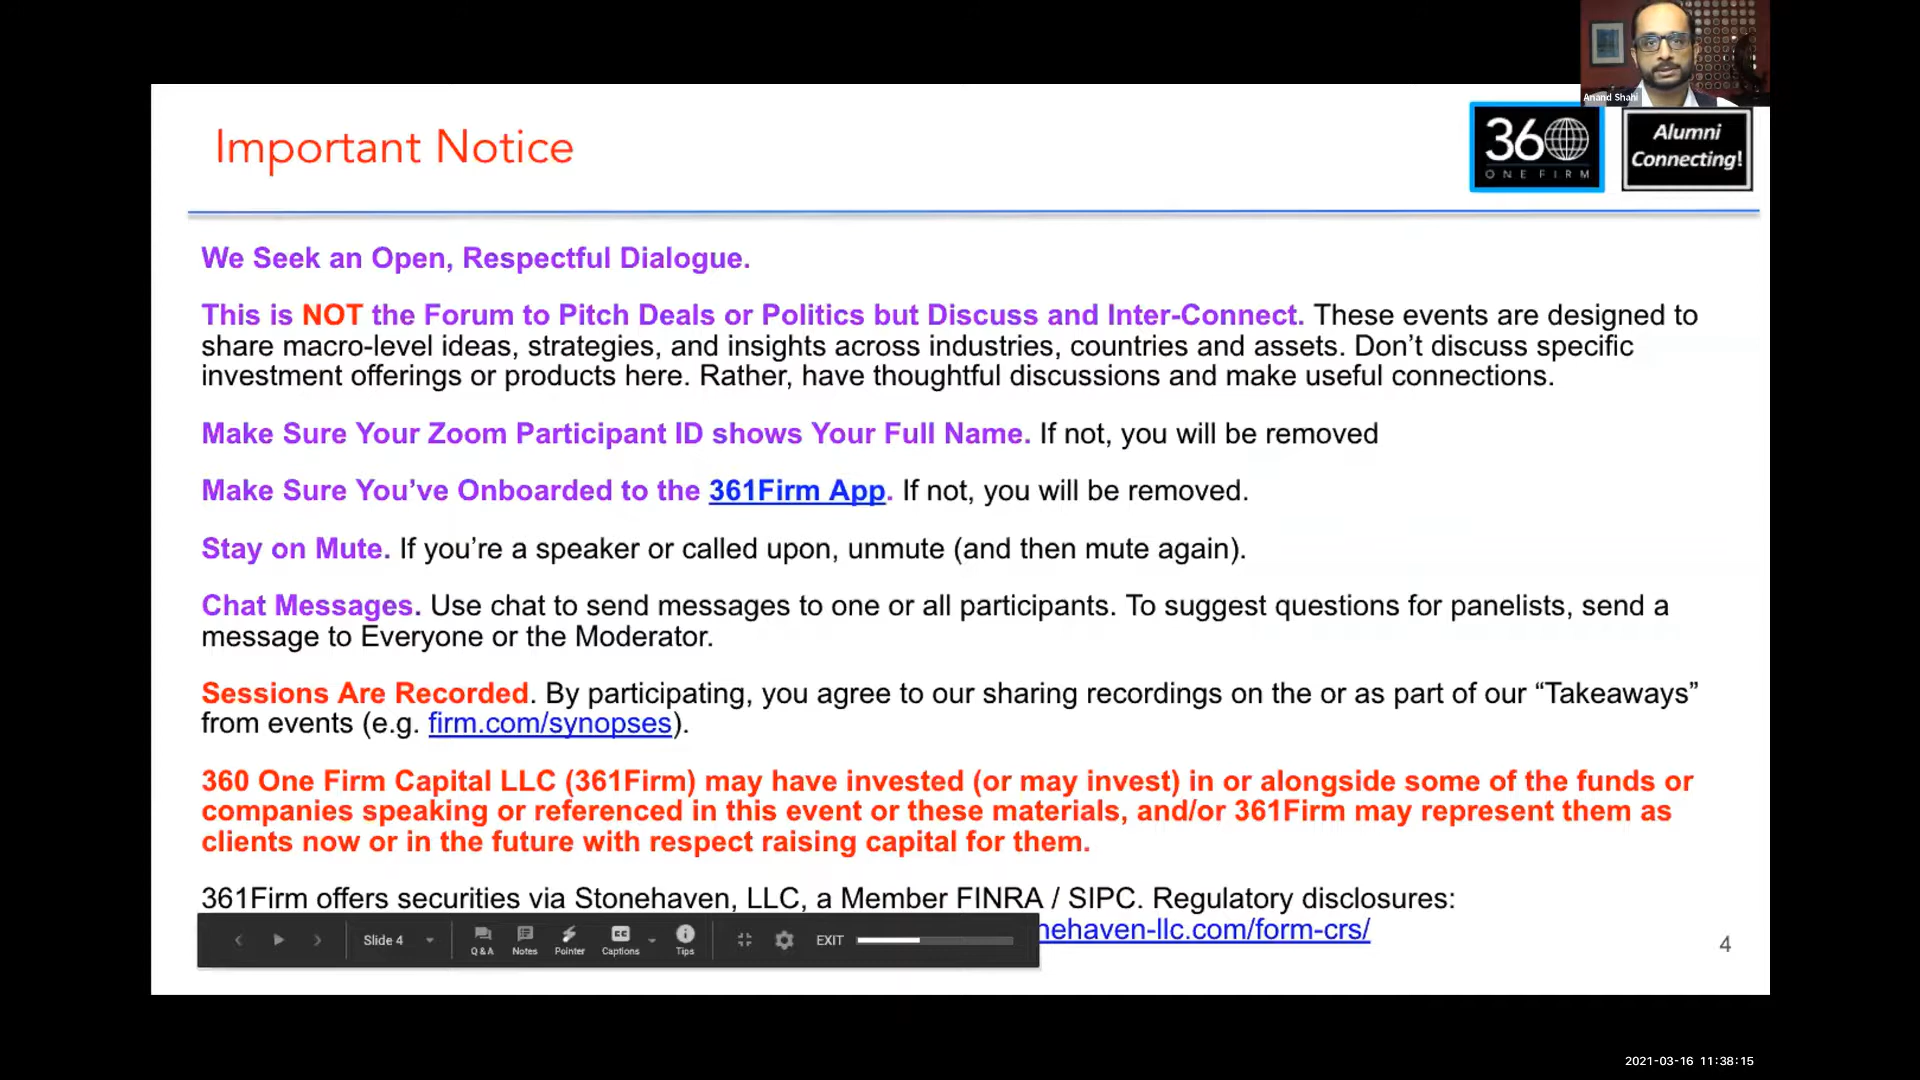 Anand Shahi
Important Notice
360
ONE FIRM
Alumni
Connecting!
We Seek an Open, Respectful Dialogue.
This is NOT the Forum to Pitch Deals or Politics but Discuss and Inter-Connect. These events are designed to
share macro-level ideas, strategies, and insights across industries, countries and assets. Don’t discuss specific
investment offerings or products here. Rather, have thoughtful discussions and make useful connections.
Make Sure Your Zoom Participant ID shows Your Full Name. If not, you will be removed
Make Sure You’ve Onboarded to the 361Firm App. If not, you will be removed.
Stay on Mute. If you’re a speaker or called upon, unmute (and then mute again).
Chat Messages. Use chat to send messages to one or all participants. To suggest questions for panelists, send a
message to Everyone or the Moderator.
Sessions Are Recorded. By participating, you agree to our sharing recordings on the or as part of our “Takeaways”
from events (e.g. firm.com/synopses).
360 One Firm Capital LLC (361Firm) may have invested (or may invest) in or alongside some of the funds or
companies speaking or referenced in this event or these materials, and/or 361Firm may represent them as
clients now or in the future with respect raising capital for them.
361Firm offers securities via Stonehaven, LLC, a Member FINRA / SIPC. Regulatory disclosures:
nehaven-llc.com/form-crs/
Slide 4
Q&A Notes Pointer Captions Tips
EXIT
4
2021-03-16 11:38:15